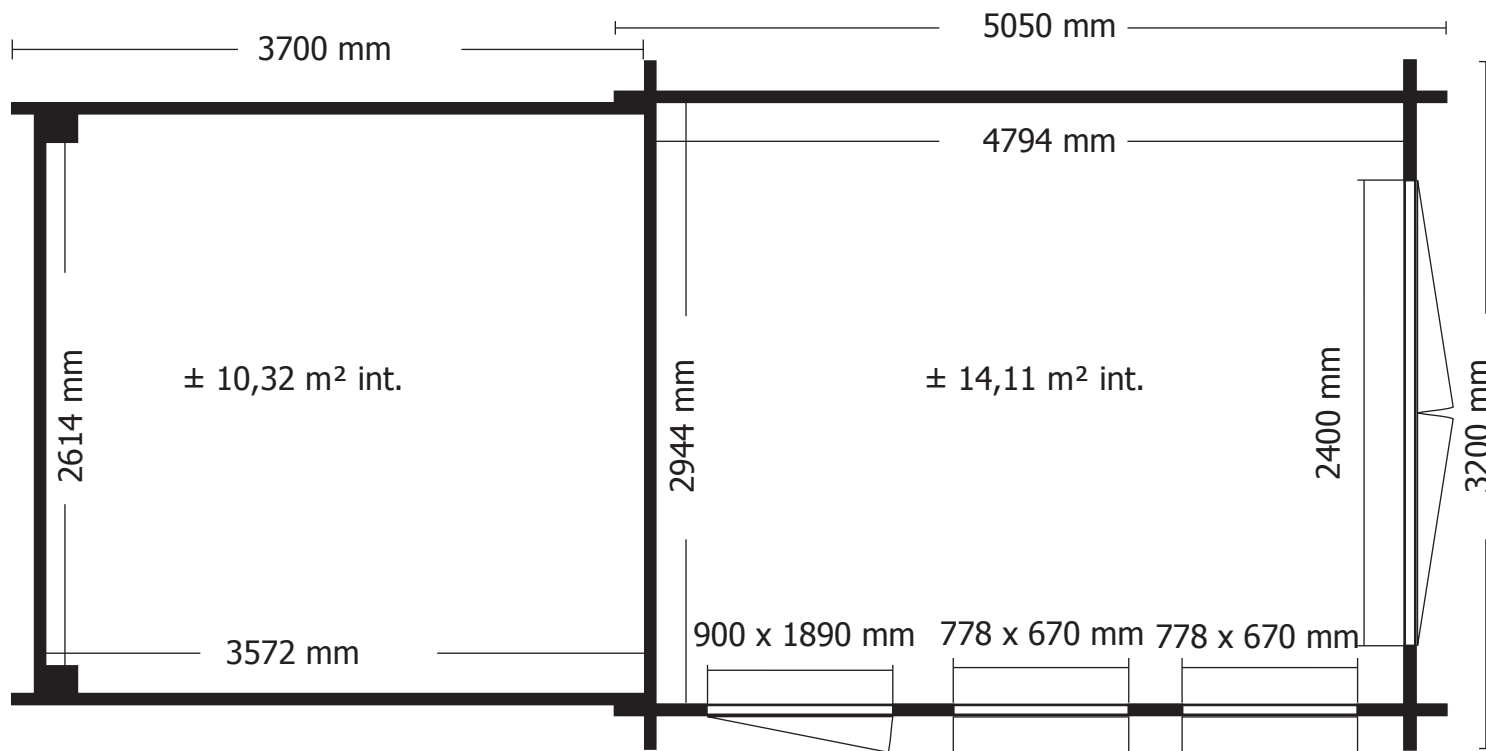 5050 mm
3700 mm
4794 mm
± 10,32 m² int.
± 14,11 m² int.
2614 mm
2944 mm
2400 mm
3200 mm
900 x 1890 mm
778 x 670 mm
778 x 670 mm
3572 mm